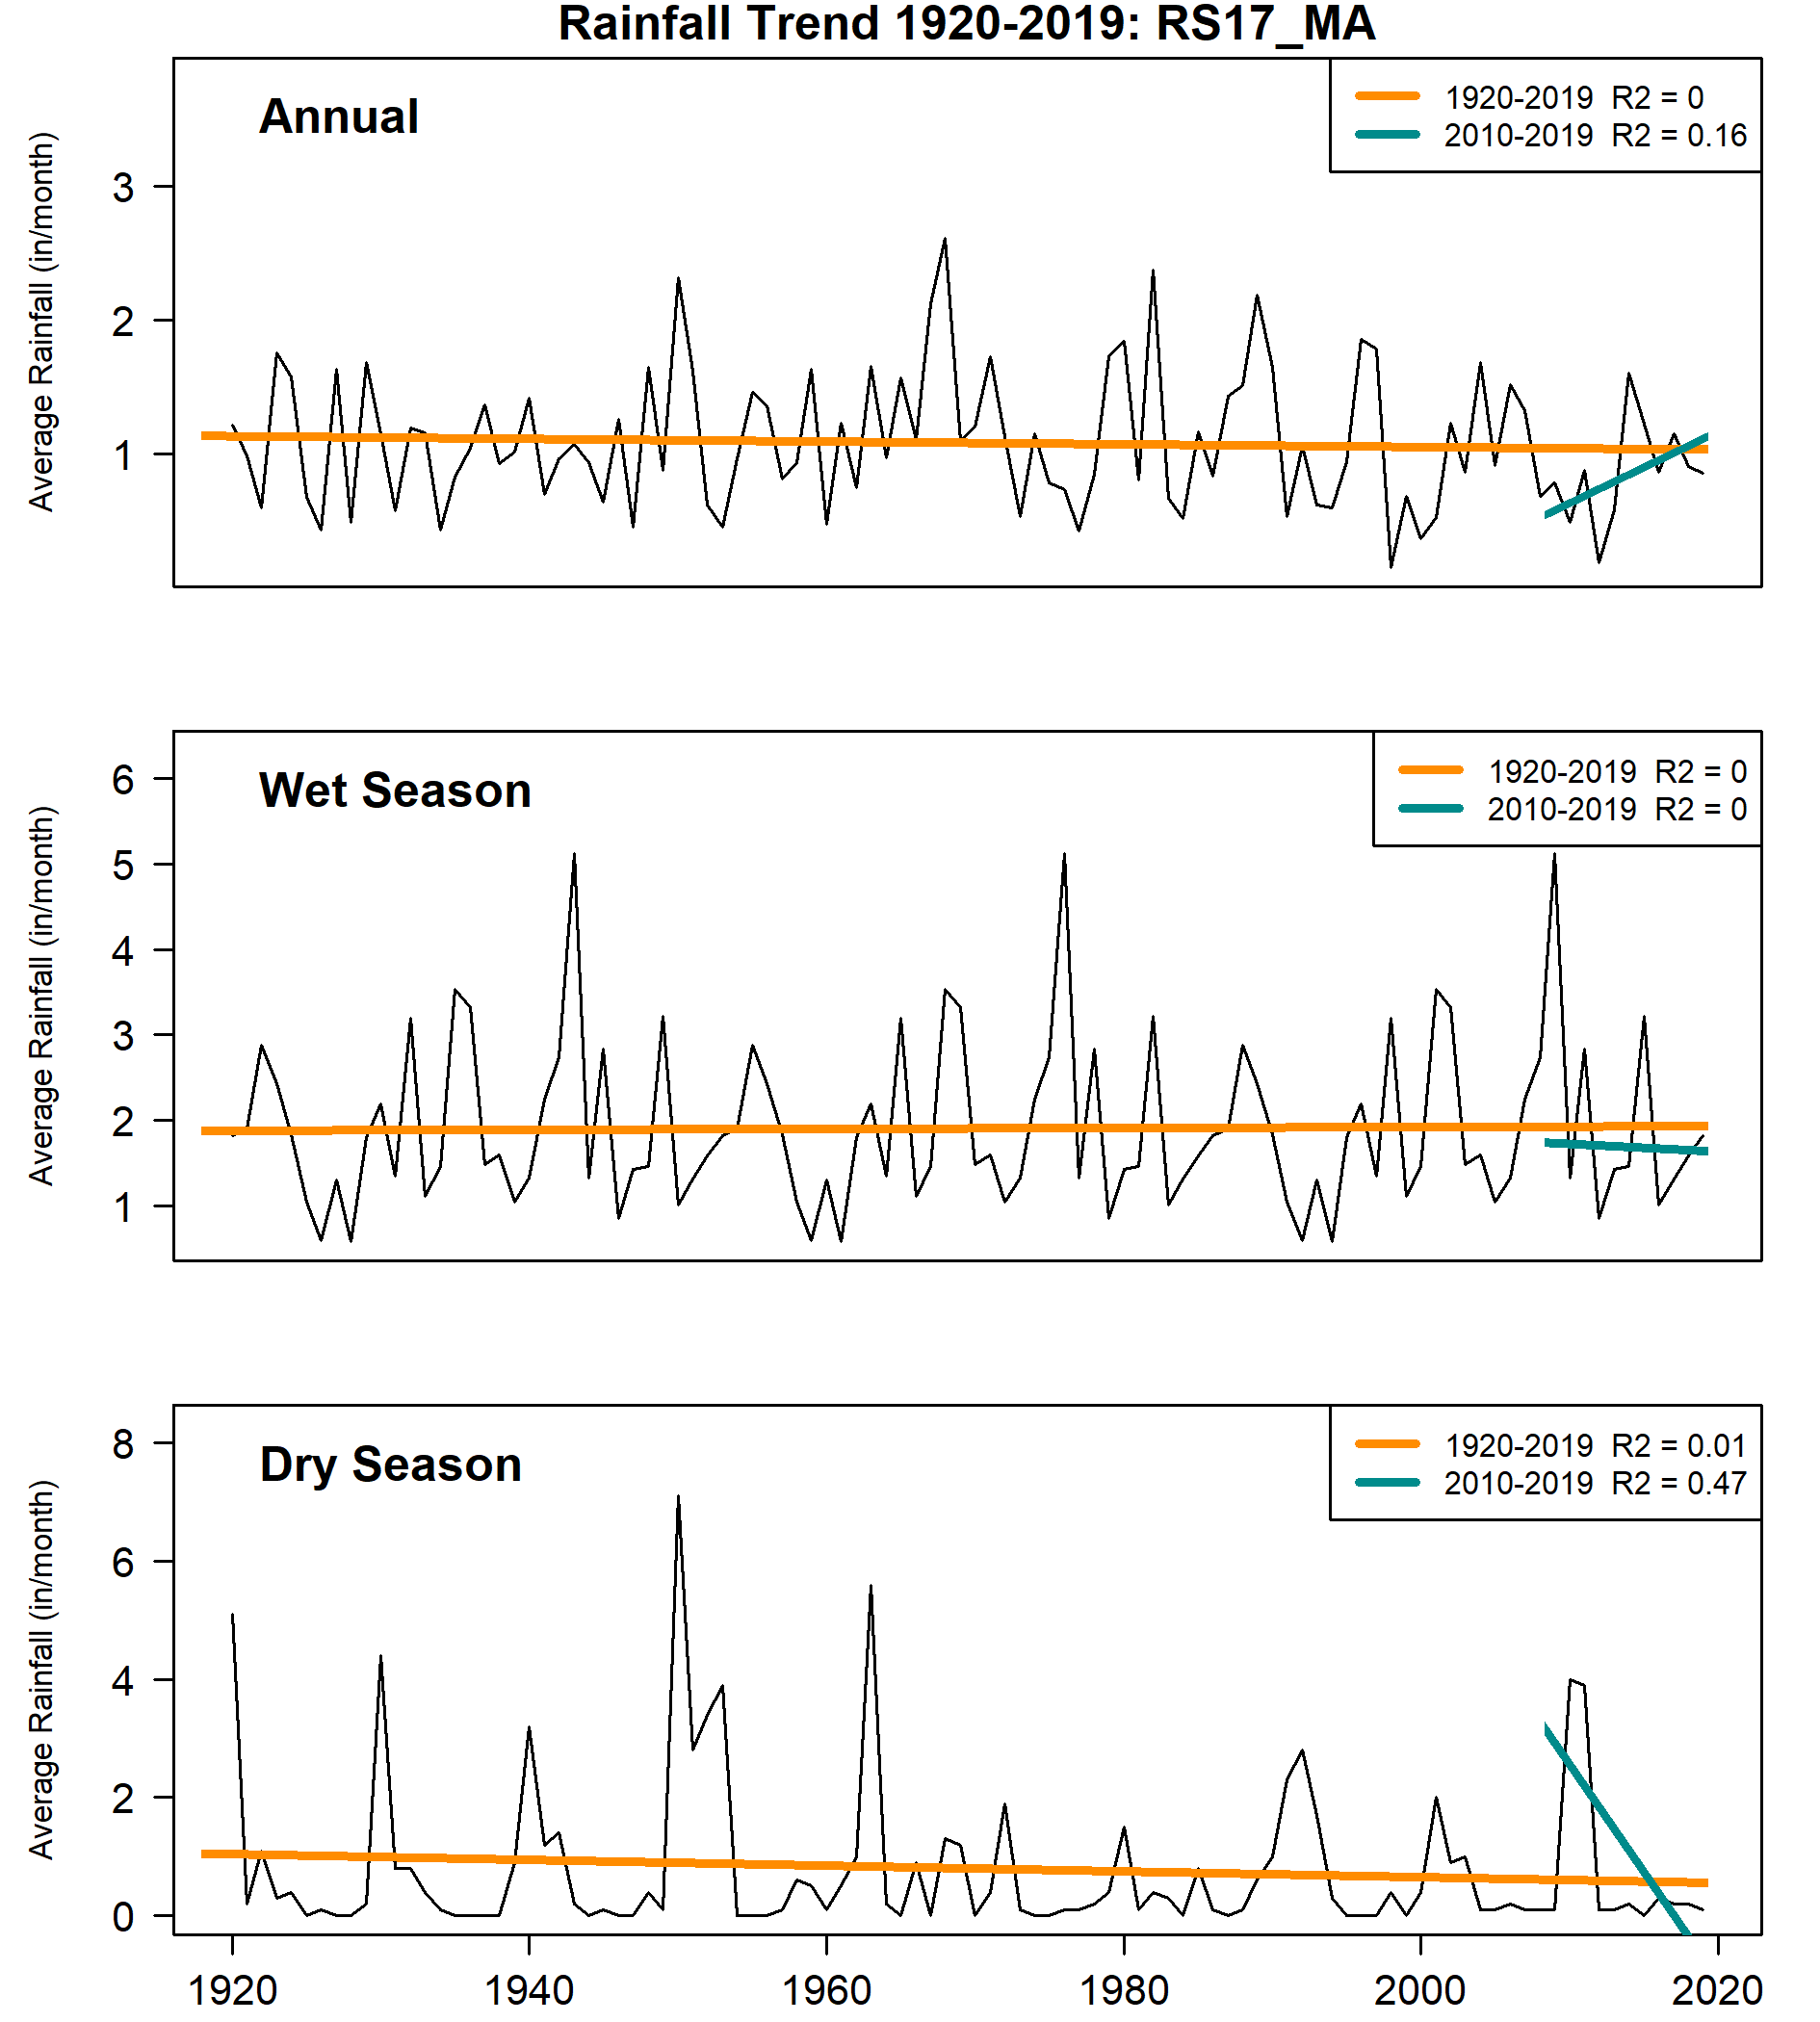 Rainfall Trend 1920-2019: RS17_MA
Annual
1920-2019 R2 = 0
2010-2019 R2 = 0.16
Average Rainfall (in/month)
3
2
1
Wet Season
1920-2019 R2 = 0
2010-2019 R2 = 0
Average Rainfall (in/month)
6
5
4
3
2
1
Dry Season
1920-2019 R2 = 0.01
2010-2019 R2 = 0.47
Average Rainfall (in/month)
8
6
4
2
0
1920 1940 1960 1980 2000 2020